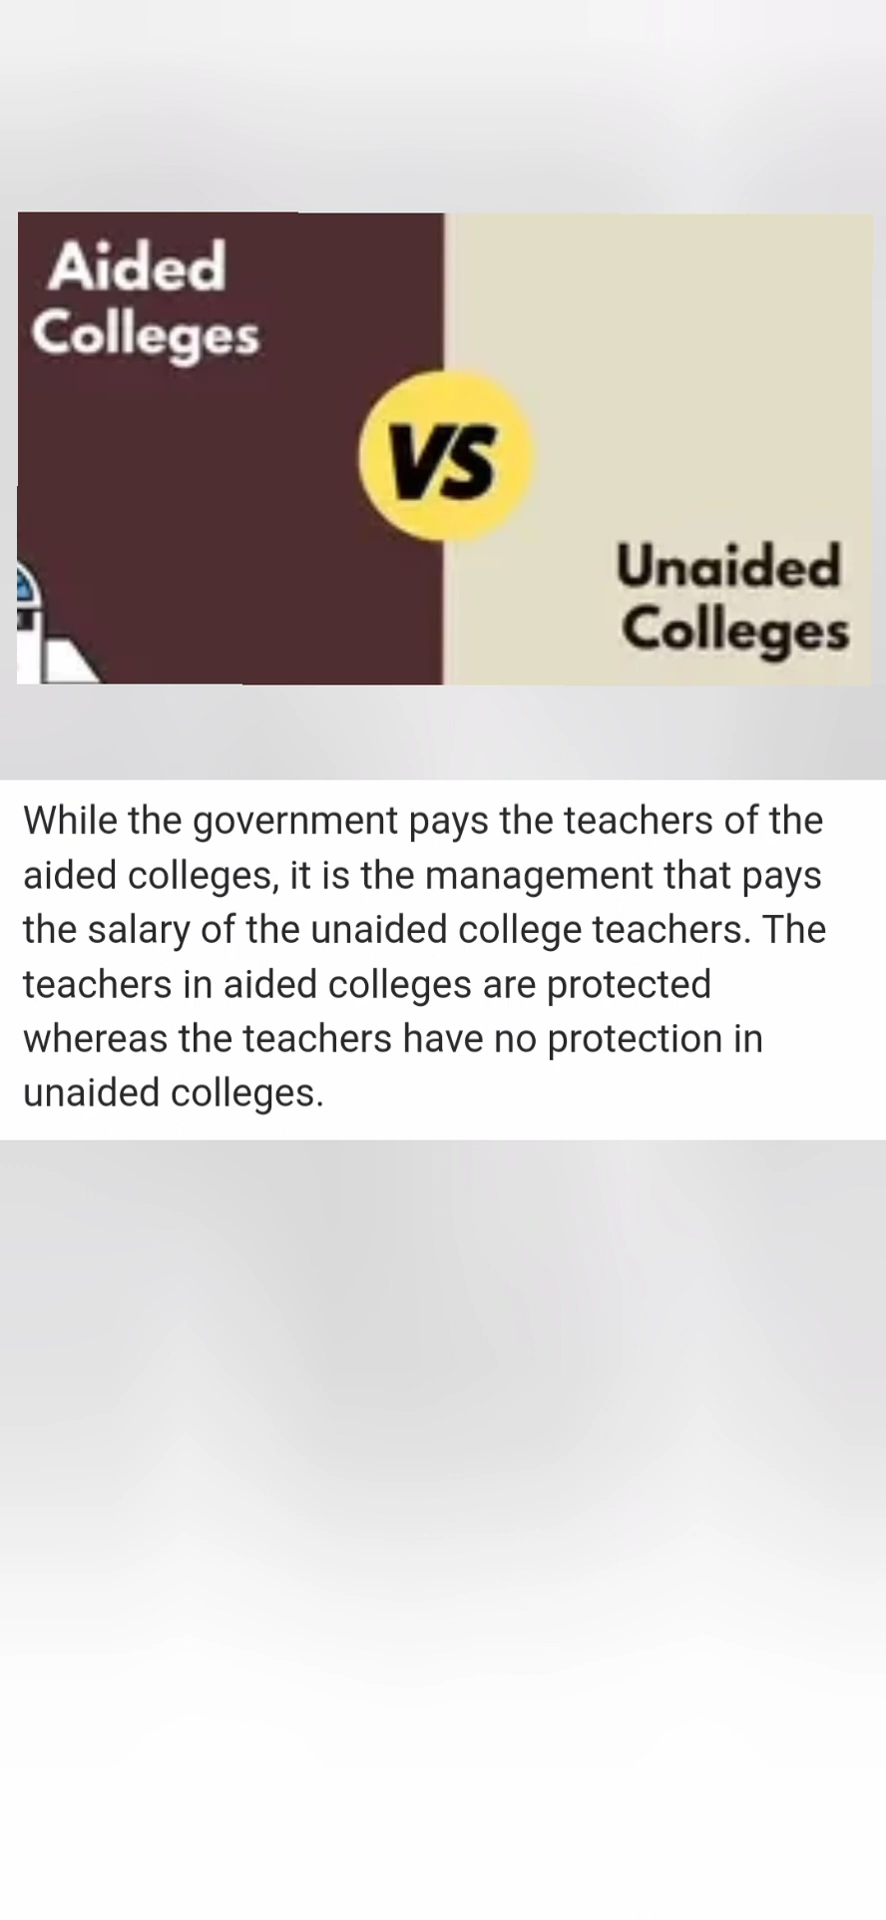 Aided
Colleges
VS
Unaided
Colleges
While the government pays the teachers of the
aided colleges, it is the management that pays
the salary of the unaided college teachers. The
teachers in aided colleges are protected
whereas the teachers have no protection in
unaided colleges.